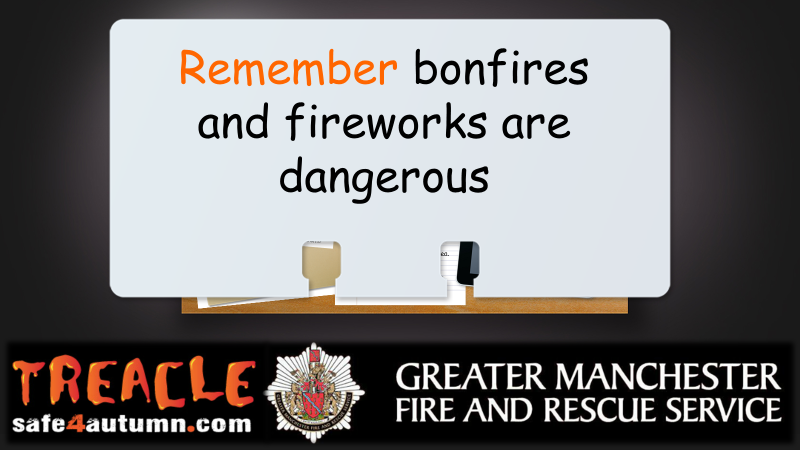 Remember bonfires
and fireworks are
dangerous
TREACLE
safe4autumn.com
GREATER MANCHESTER
FIRE AND RESCUE SERVICE